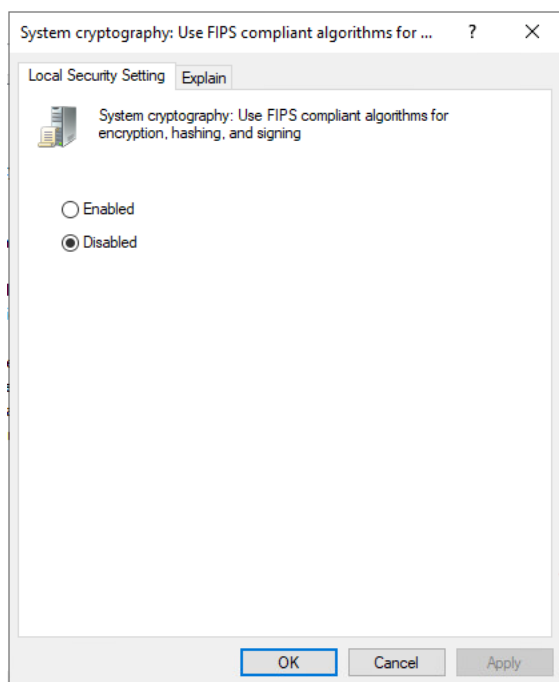 System cryptography: Use FIPS compliant algorithms for ...
Local Security Setting
Explain
System cryptography: Use FIPS compliant algorithms for
encryption, hashing, and signing
Enabled
Disabled
OK
Cancel
Apply